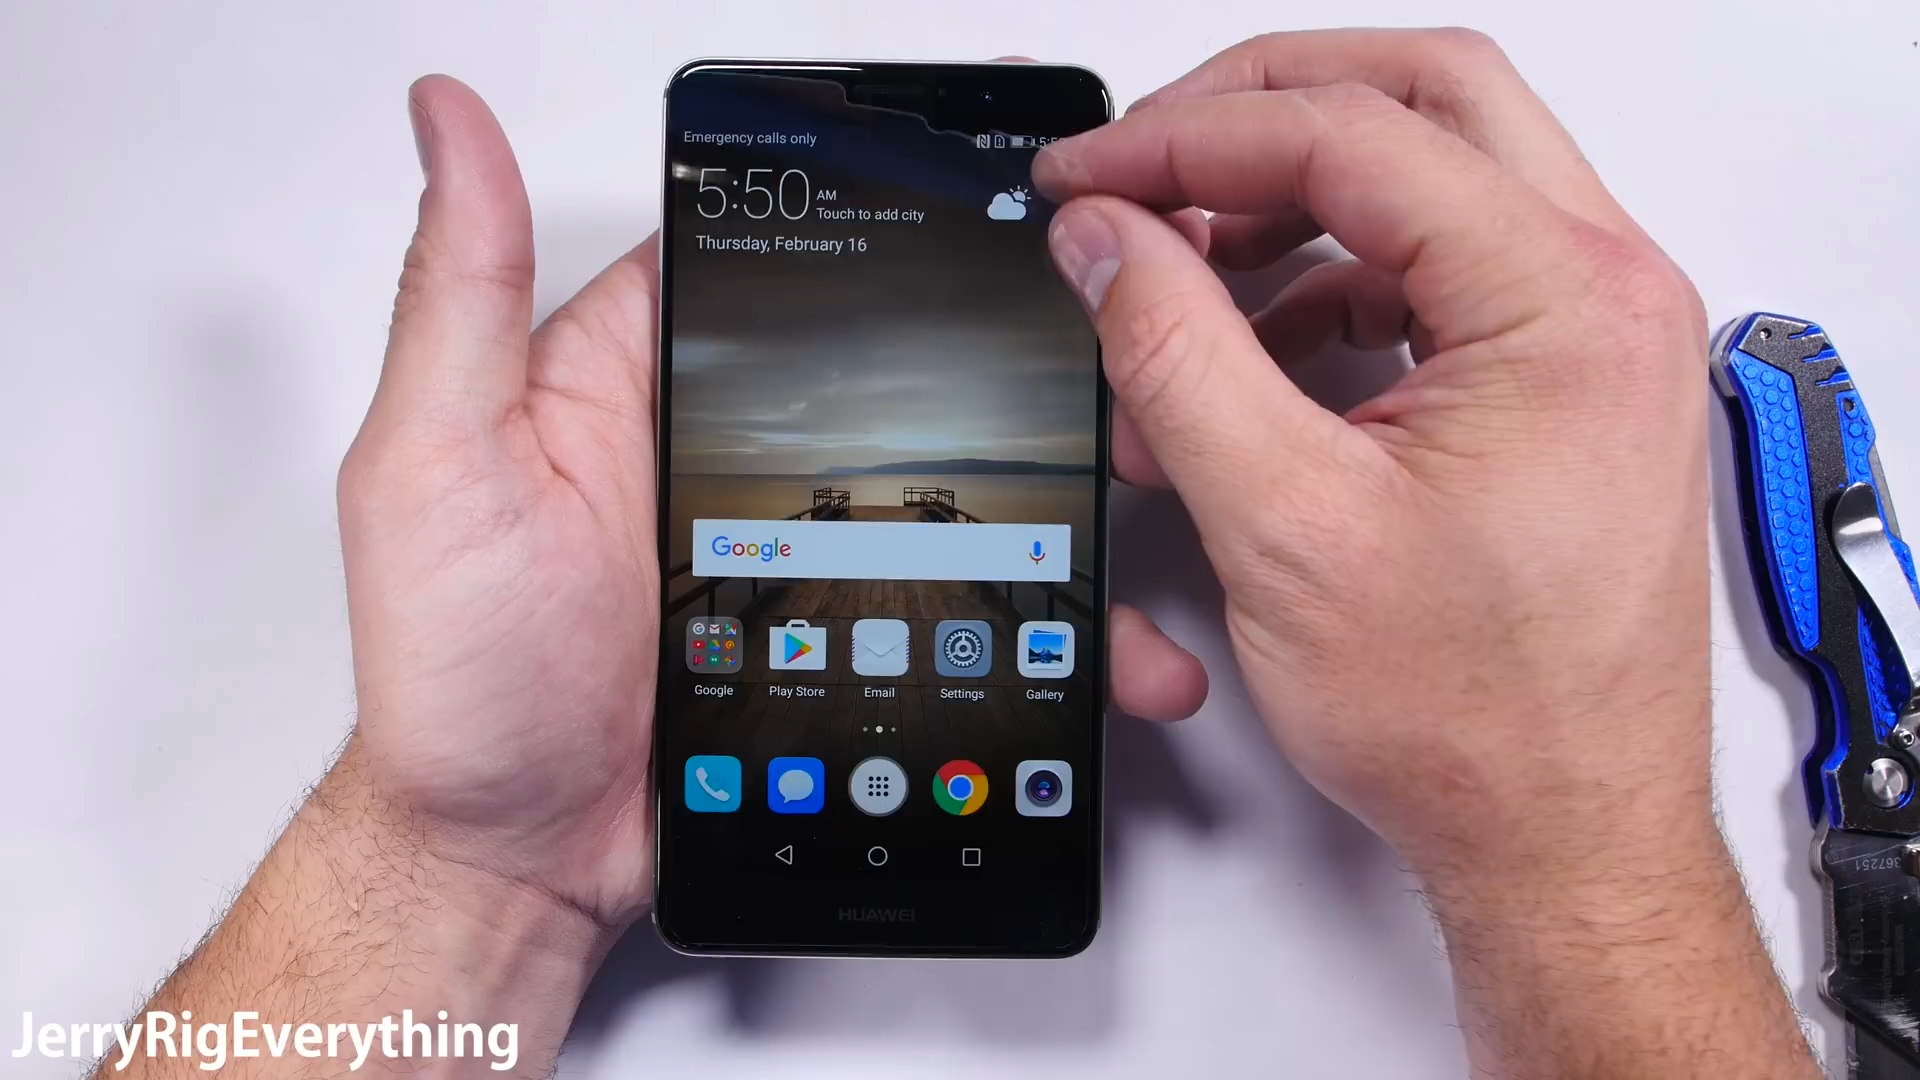 Emergency calls only
5:50
AM
Touch to add city
Thursday, February 16
Google
Google
Play Store
Email
Settings
Gallery
HUAWEI
367251
JerryRigEverything